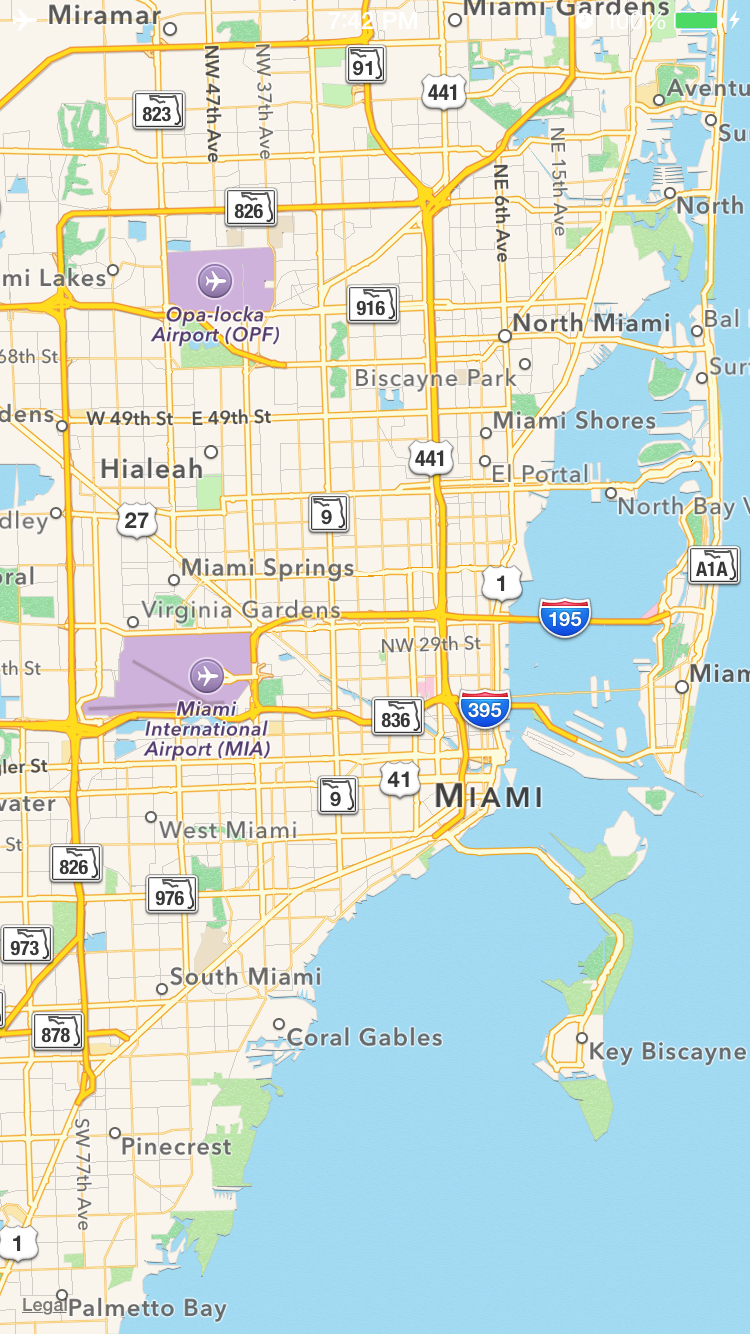 Miramar
7:42 PM
Miami Gardens
100%
91
441
823
NW 47th Ave
NW 37th Ave
Aventu
Su
NE 15th Ave
NE 6th Ave
826
North
mi Lakes
Opa-locka
Airport (OPF)
916
North Miami
Bal
68th St
Biscayne Park
Surf
dens
W 49th St
E 49th St
Miami Shores
Hialeah
441
El Portal
North Bay V
27
9
dley
A1A
Miami Springs
oral
1
Virginia Gardens
195
NW 29th St
th St
Miam
Miami
International
Airport (MIA)
836
395
gler St
41
9
MIAMI
water
West Miami
St
826
976
973
South Miami
878
Coral Gables
Key Biscayne
Pinecrest
SW 77th Ave
1
Legal
Palmetto Bay